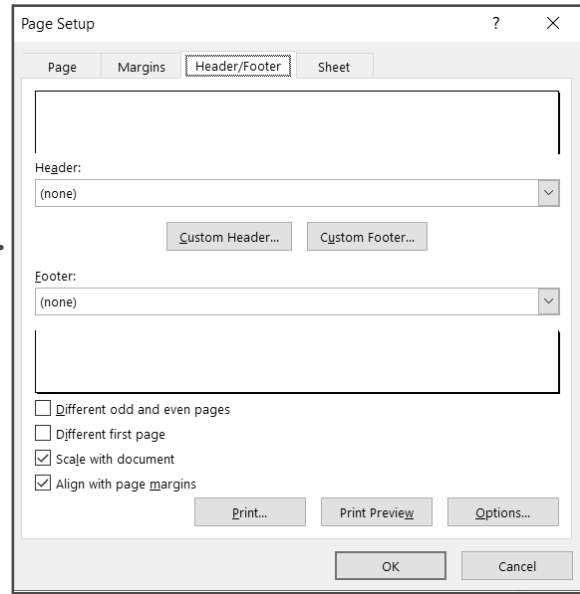 Page Setup ? ×
Page Margins Header/Footer Sheet
Header:
(none)
Custom Header... Custom Footer...
Footer:
(none)
Different odd and even pages
Different first page
Scale with document
Align with page margins
Print... Print Preview Options...
OK Cancel